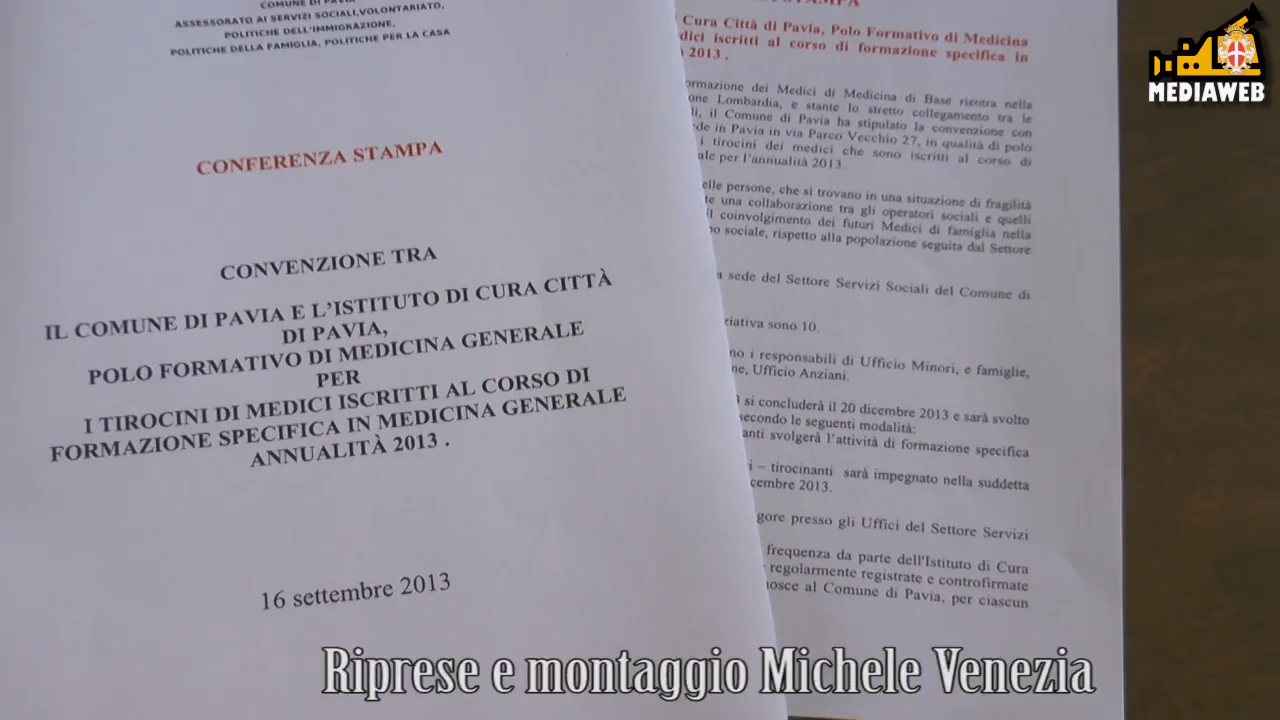 COMUNE DI PAVIA
ASSESSORATO AI SERVIZI SOCIALI,VOLONTARIATO,
POLITICHE DELL'IMMIGRAZIONE,
POLITICHE DELLA FAMIGLIA, POLITICHE PER LA CASA
CONFERENZA STAMPA
CONVENZIONE TRA
IL COMUNE DI PAVIA E L'ISTITUTO DI CURA CITTÀ
DI PAVIA,
POLO FORMATIVO DI MEDICINA GENERALE
PER
I TIROCINI DI MEDICI ISCRITTI AL CORSO DI
FORMAZIONE SPECIFICA IN MEDICINA GENERALE
ANNUALITÀ 2013 .
16 settembre 2013
Cura Città di Pavia, Polo Formativo di Medicina
dici iscritti al corso di formazione specifica in
2013 .
ormazione dei Medici di Medicina di Base rientra nella
one Lombardia, e stante lo stretto collegamento tra le
li, il Comune di Pavia ha stipulato la convenzione con
de in Pavia in via Parco Vecchio 27, in qualità di polo
i tirocini dei medici che sono iscritti al corso di
ale per l'annualità 2013.
elle persone, che si trovano in una situazione di fragilità
te una collaborazione tra gli operatori sociali e quelli
il coinvolgimento dei futuri Medici di famiglia nella
po sociale, rispetto alla popolazione seguita dal Settore
a sede del Settore Servizi Sociali del Comune di
ziativa sono 10.
no i responsabili di Ufficio Minori, e famiglie,
ne, Ufficio Anziani.
si concluderà il 20 dicembre 2013 e sarà svolto
secondo le seguenti modalità:
anti svolgerà l'attività di formazione specifica
i – tirocinanti sarà impegnato nella suddetta
cembre 2013.
gore presso gli Uffici del Settore Servizi
frequenza da parte dell'Istituto di Cura
regolarmente registrate e controfirmate
nosce al Comune di Pavia, per ciascun
MEDIAWEB
Riprese e montaggio Michele Venezia